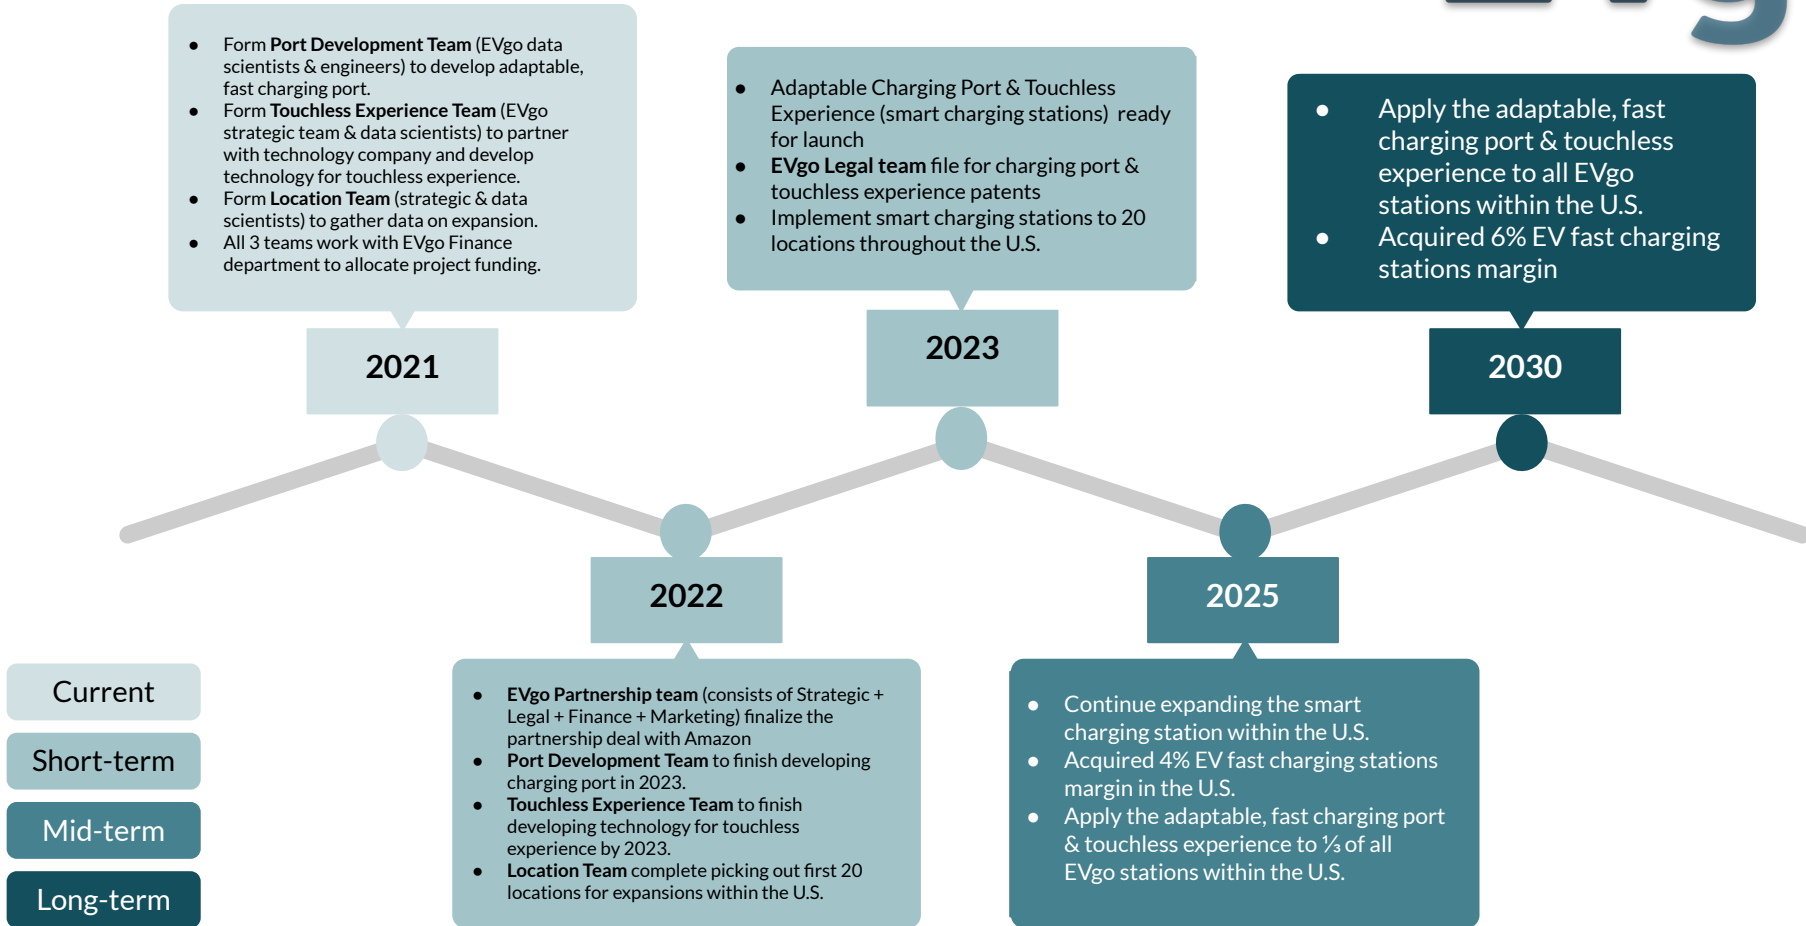 ● Form Port Development Team (EVgo data
scientists & engineers) to develop adaptable,
fast charging port.
● Form Touchless Experience Team (EVgo
strategic team & data scientists) to partner
with technology company and develop
technology for touchless experience.
● Form Location Team (strategic & data
scientists) to gather data on expansion.
● All 3 teams work with EVgo Finance
department to allocate project funding.
2021
● Adaptable Charging Port & Touchless
Experience (smart charging stations) ready
for launch
● EVgo Legal team file for charging port &
touchless experience patents
● Implement smart charging stations to 20
locations throughout the U.S.
2023
● Apply the adaptable, fast
charging port & touchless
experience to all EVgo
stations within the U.S.
● Acquired 6% EV fast charging
stations margin
2030
2022
● EVgo Partnership team (consists of Strategic +
Legal + Finance + Marketing) finalize the
partnership deal with Amazon
● Port Development Team to finish developing
charging port in 2023.
● Touchless Experience Team to finish
developing technology for touchless
experience by 2023.
● Location Team complete picking out first 20
locations for expansions within the U.S.
2025
● Continue expanding the smart
charging station within the U.S.
● Acquired 4% EV fast charging stations
margin in the U.S.
● Apply the adaptable, fast charging port
& touchless experience to ⅓ of all
EVgo stations within the U.S.
Current
Short-term
Mid-term
Long-term